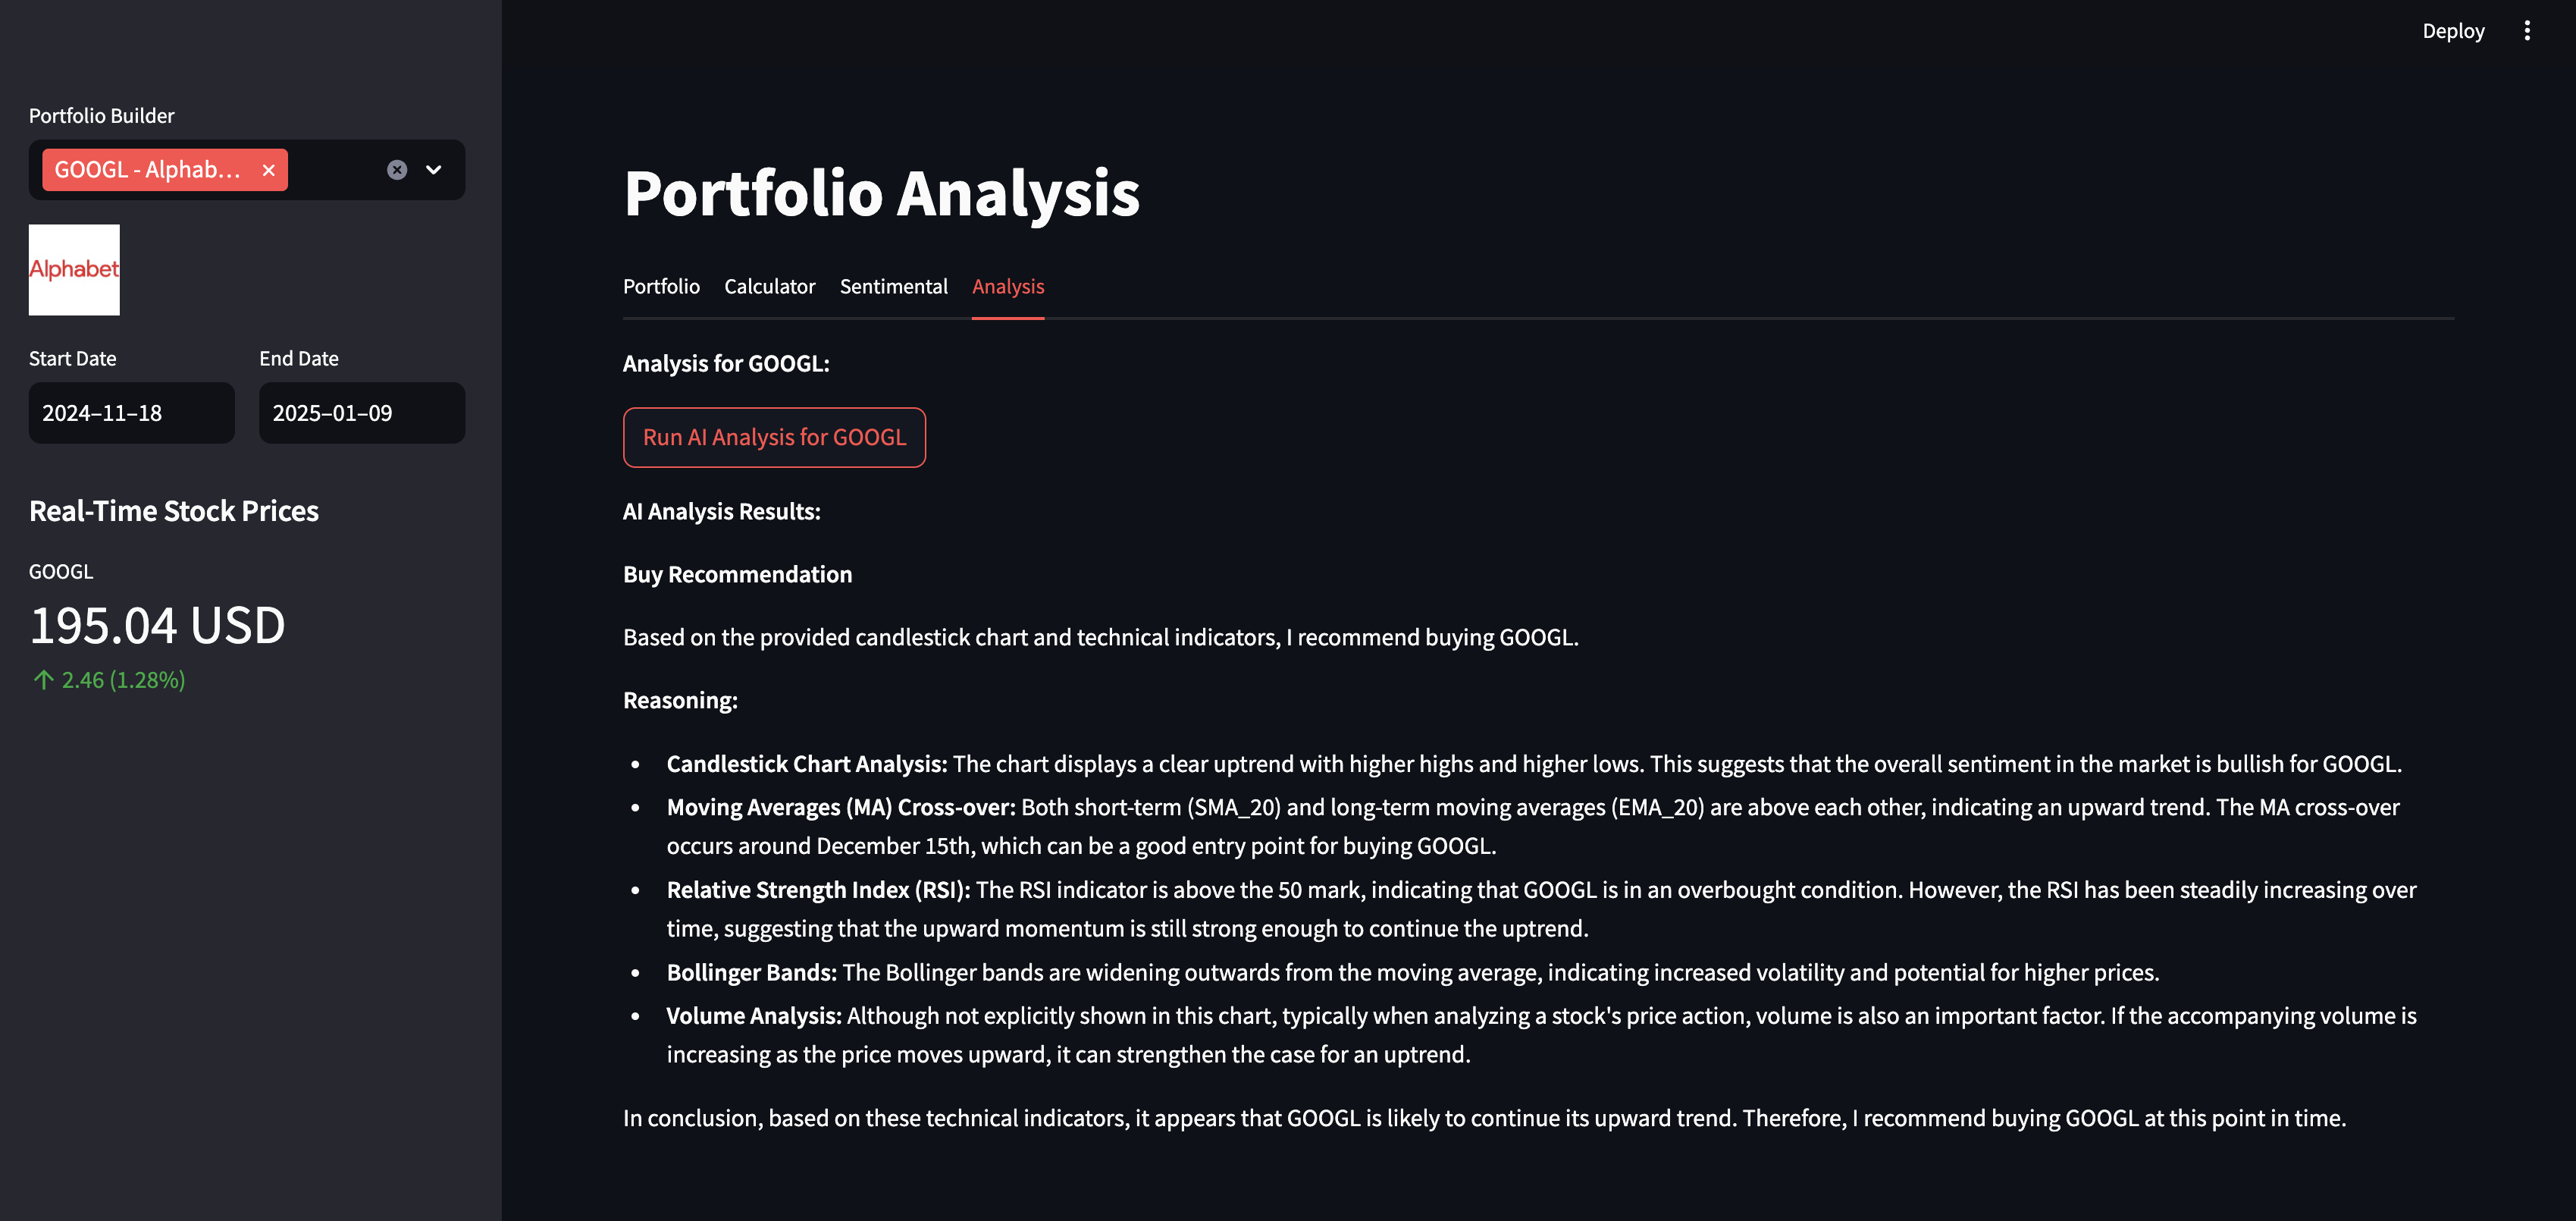 Deploy
Portfolio Builder
GOOGL - Alphab...
Alphabet
Start Date
End Date
2024–11–18
2025–01–09
Real-Time Stock Prices
GOOGL
195.04 USD
↑ 2.46 (1.28%)
Portfolio Analysis
Portfolio
Calculator
Sentimental
Analysis
Analysis for GOOGL:
Run AI Analysis for GOOGL
AI Analysis Results:
Buy Recommendation
Based on the provided candlestick chart and technical indicators, I recommend buying GOOGL.
Reasoning:
• Candlestick Chart Analysis: The chart displays a clear uptrend with higher highs and higher lows. This suggests that the overall sentiment in the market is bullish for GOOGL.
• Moving Averages (MA) Cross-over: Both short-term (SMA_20) and long-term moving averages (EMA_20) are above each other, indicating an upward trend. The MA cross-over
occurs around December 15th, which can be a good entry point for buying GOOGL.
• Relative Strength Index (RSI): The RSI indicator is above the 50 mark, indicating that GOOGL is in an overbought condition. However, the RSI has been steadily increasing over
time, suggesting that the upward momentum is still strong enough to continue the uptrend.
• Bollinger Bands: The Bollinger bands are widening outwards from the moving average, indicating increased volatility and potential for higher prices.
• Volume Analysis: Although not explicitly shown in this chart, typically when analyzing a stock's price action, volume is also an important factor. If the accompanying volume is
increasing as the price moves upward, it can strengthen the case for an uptrend.
In conclusion, based on these technical indicators, it appears that GOOGL is likely to continue its upward trend. Therefore, I recommend buying GOOGL at this point in time.